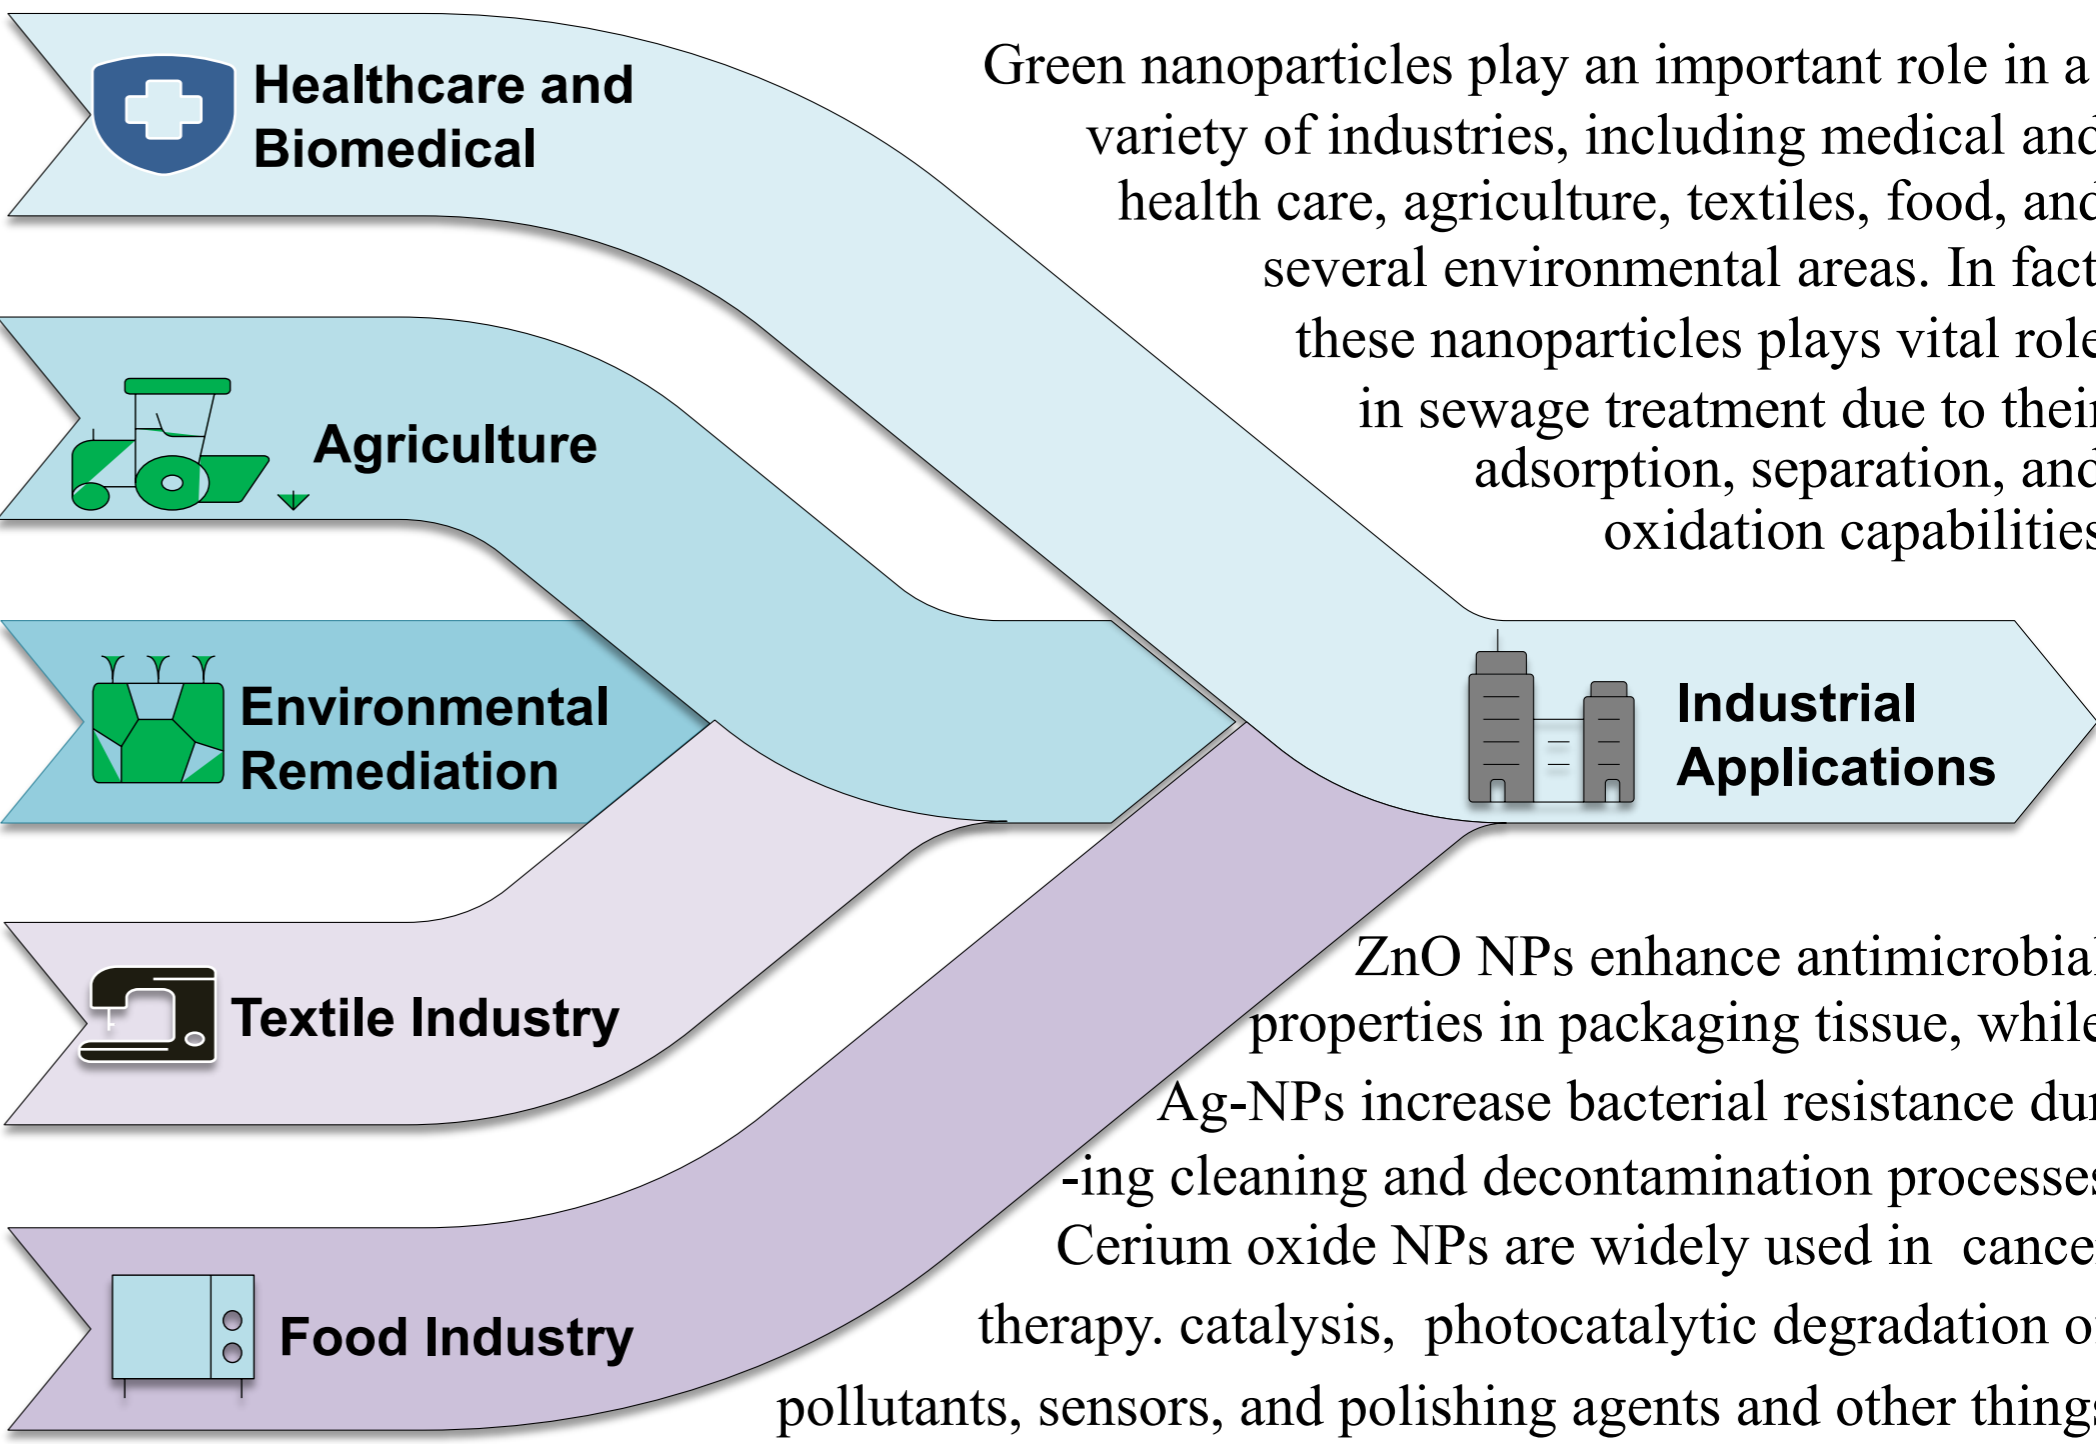 Healthcare and
Biomedical
Green nanoparticles play an important role in a
variety of industries, including medical and
health care, agriculture, textiles, food, and
several environmental areas. In fact
these nanoparticles plays vital role
in sewage treatment due to their
adsorption, separation, and
oxidation capabilities
Agriculture
Environmental
Remediation
Industrial
Applications
Textile Industry
Food Industry
ZnO NPs enhance antimicrobial
properties in packaging tissue, while
Ag-NPs increase bacterial resistance dur
-ing cleaning and decontamination processes
Cerium oxide NPs are widely used in cancer
therapy. catalysis, photocatalytic degradation of
pollutants, sensors, and polishing agents and other things